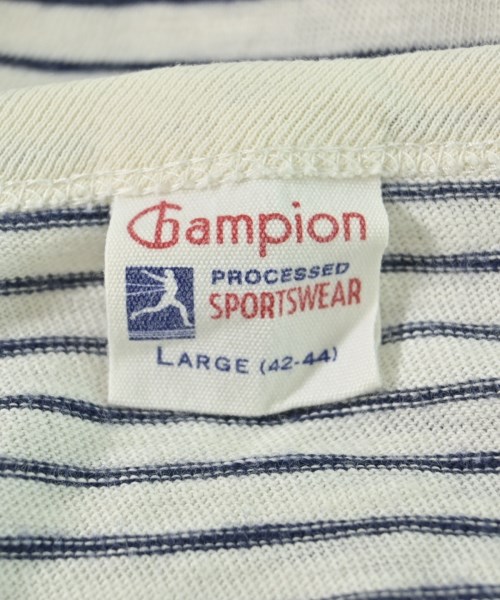 Champion
PROCESSED
SPORTSWEAR
LARGE (42-44)